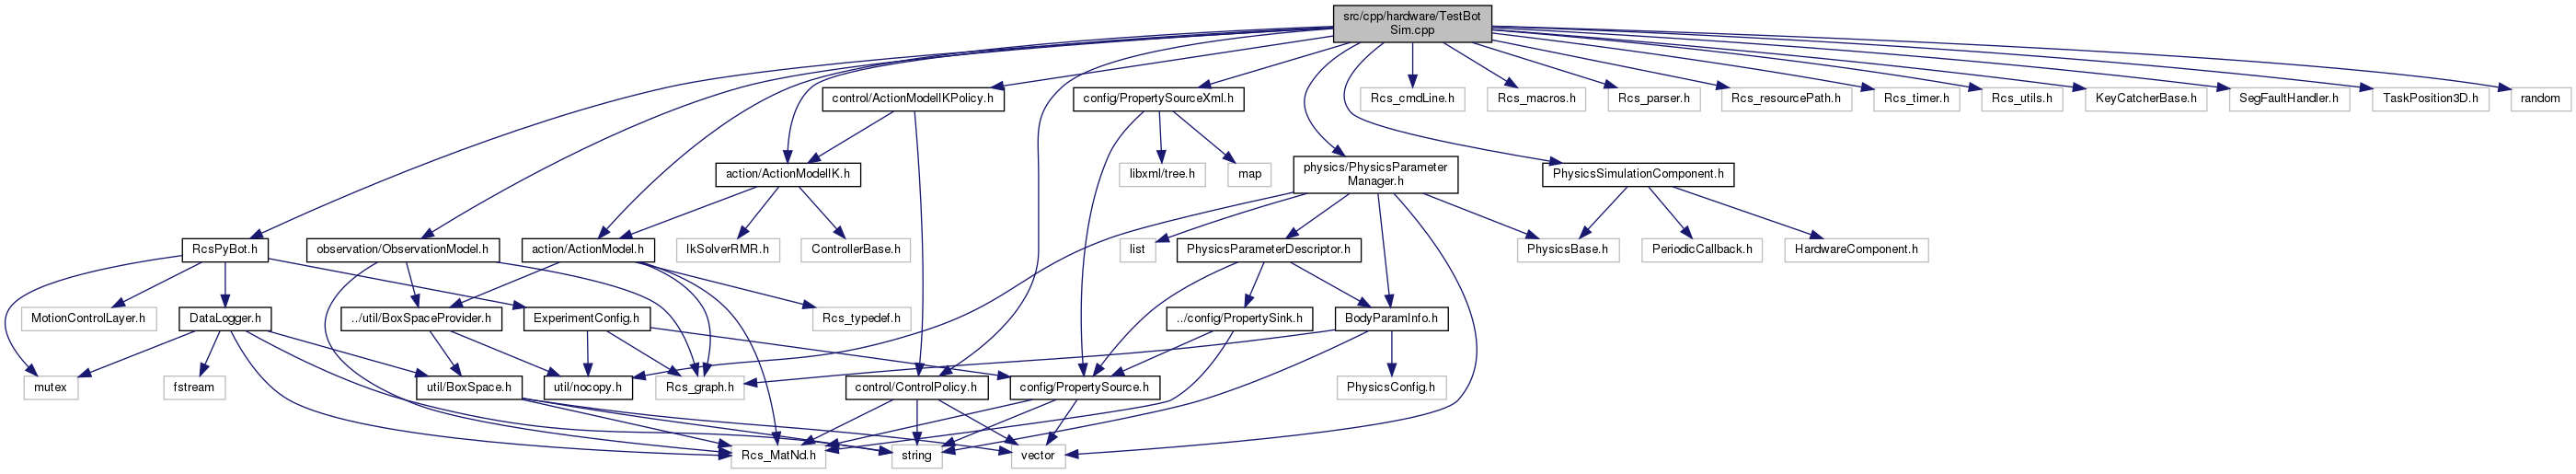 src/cpp/hardware/TestBot
Sim.cpp
control/ActionModelIKPolicy.h
config/PropertySourceXml.h
Rcs_cmdLine.h
Rcs_macros.h
Rcs_parser.h
Rcs_resourcePath.h
Rcs_timer.h
Rcs_utils.h
KeyCatcherBase.h
SegFaultHandler.h
TaskPosition3D.h
random
action/ActionModelIK.h
libxml/tree.h
map
physics/PhysicsParameter
Manager.h
PhysicsSimulationComponent.h
RcsPyBot.h
observation/ObservationModel.h
action/ActionModel.h
IkSolverRMR.h
ControllerBase.h
list
PhysicsParameterDescriptor.h
PhysicsBase.h
PeriodicCallback.h
HardwareComponent.h
MotionControlLayer.h
DataLogger.h
../util/BoxSpaceProvider.h
ExperimentConfig.h
Rcs_typedef.h
../config/PropertySink.h
BodyParamInfo.h
mutex
fstream
util/BoxSpace.h
util/nocopy.h
Rcs_graph.h
control/ControlPolicy.h
config/PropertySource.h
PhysicsConfig.h
Rcs_MatNd.h
string
vector